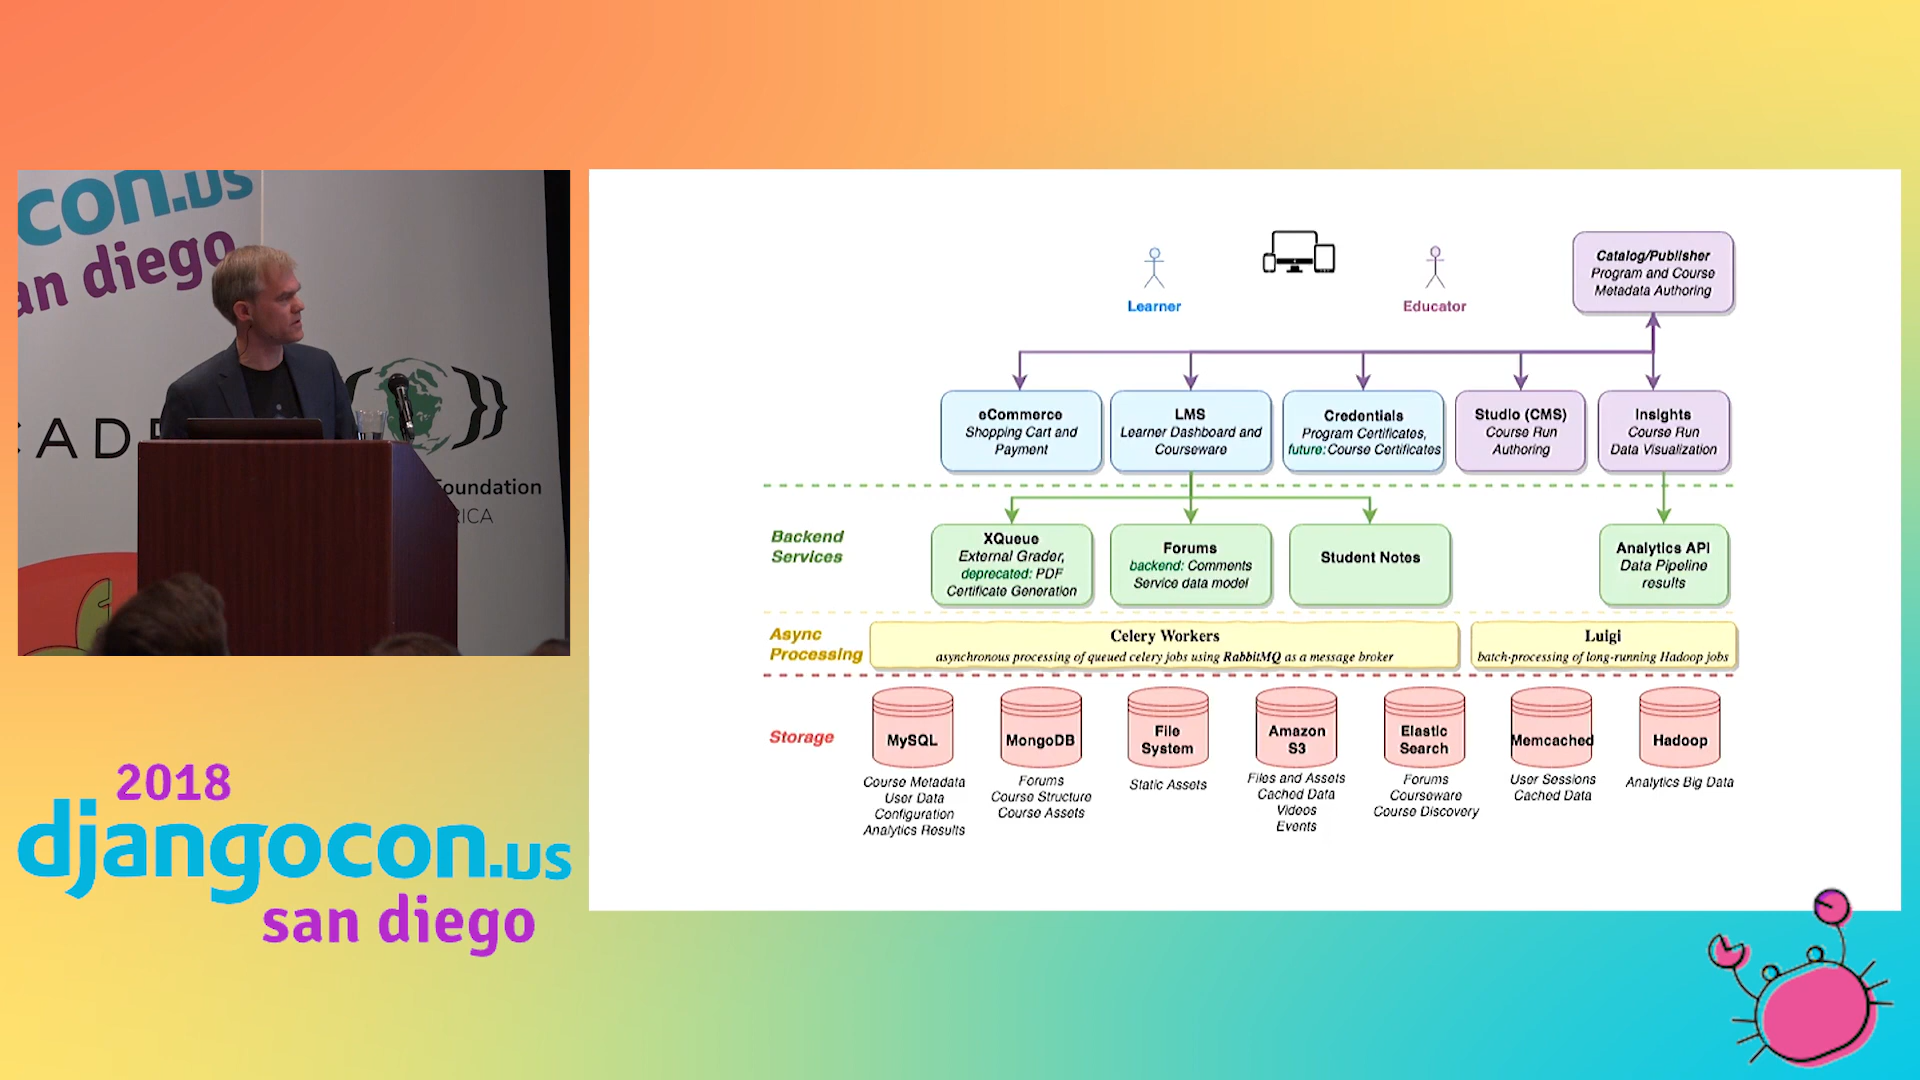 con.us
an diego
CADE
Foundation
RICA
2018
djangocon.us
san diego
Learner
Educator
Catalog/Publisher
Program and Course
Metadata Authoring
eCommerce
Shopping Cart and
Payment
LMS
Learner Dashboard and
Courseware
Credentials
Program Certificates,
future: Course Certificates
Studio (CMS)
Course Run
Authoring
Insights
Course Run
Data Visualization
Backend
Services
XQueue
External Grader,
deprecated: PDF
Certificate Generation
Forums
backend: Comments
Service data model
Student Notes
Analytics API
Data Pipeline
results
Async
Processing
Celery Workers
asynchronous processing of queued celery jobs using RabbitMQ as a message broker
Luigi
batch-processing of long-running Hadoop jobs
Storage
MySQL
Course Metadata
User Data
Configuration
Analytics Results
MongoDB
Forums
Course Structure
Course Assets
File
System
Static Assets
Amazon
S3
Files and Assets
Cached Data
Videos
Events
Elastic
Search
Forums
Courseware
Course Discovery
Memcached
User Sessions
Cached Data
Hadoop
Analytics Big Data